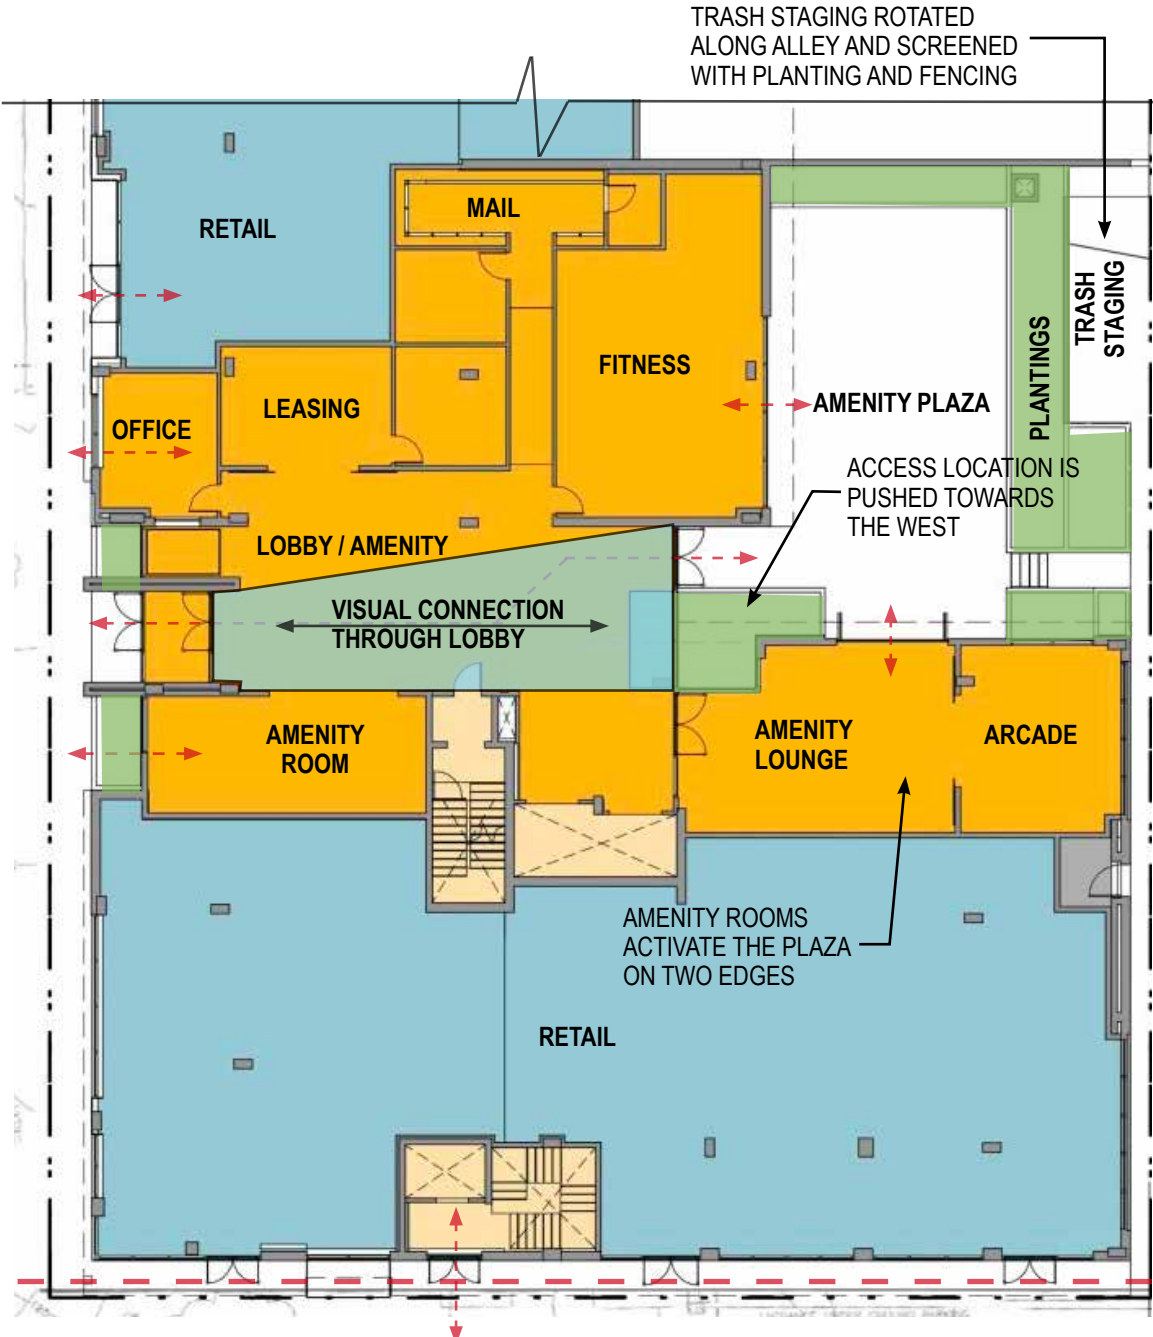 TRASH STAGING ROTATED
ALONG ALLEY AND SCREENED
WITH PLANTING AND FENCING
MAIL
RETAIL
TRASH
STAGING
PLANTINGS
FITNESS
LEASING
AMENITY PLAZA
OFFICE
ACCESS LOCATION IS
PUSHED TOWARDS
THE WEST
LOBBY / AMENITY
VISUAL CONNECTION
THROUGH LOBBY
AMENITY
ROOM
AMENITY
LOUNGE
ARCADE
AMENITY ROOMS
ACTIVATE THE PLAZA
ON TWO EDGES
RETAIL